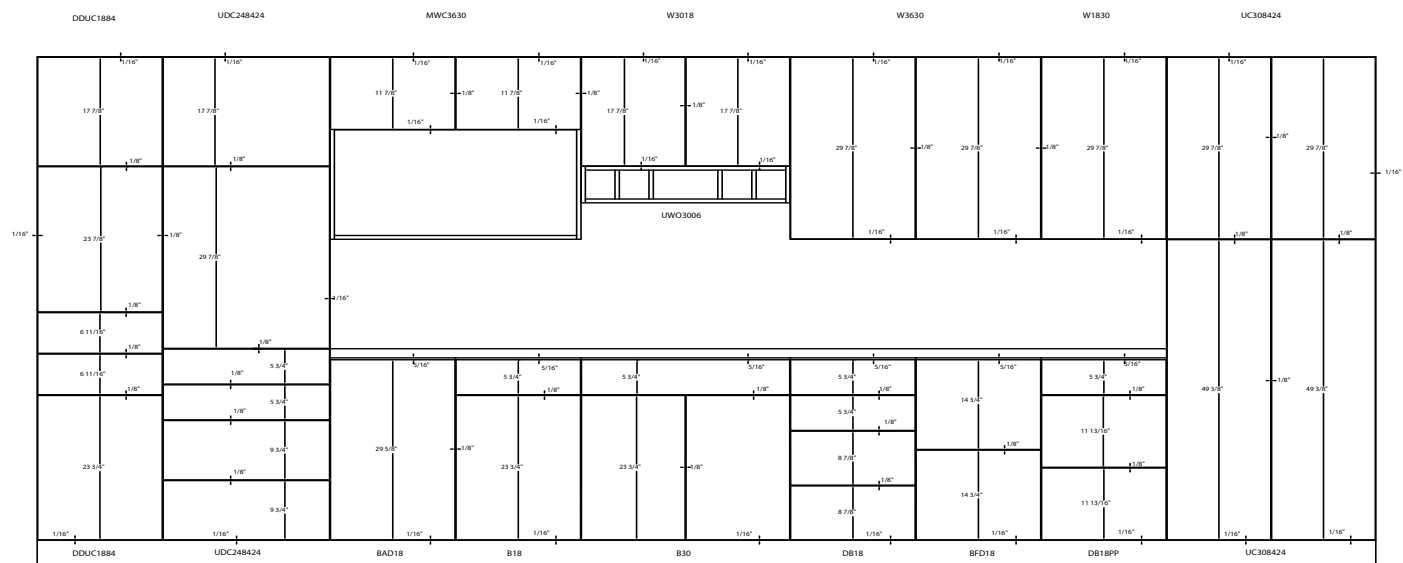 DDUC1884 UDC248424 MWC3630 W3018 W3630 W1830 UC308424
1/16" 1/16" 1/16" 1/16" 1/16" 1/16" 1/16" 1/16" 1/16" 1/16"
17 7/8" 17 7/8" 11 7/8" 1/8" 11 7/8" 1/8"
1/8"
17 7/8" 17 7/8"
1/16" 1/16"
1/8"
29 7/8" 1/8" 29 7/8" 1/8" 29 7/8" 29 7/8" 29 7/8"
1/8" 1/8" 1/16" 1/16"
1/16"
UWO3006
1/16" 23 7/8" 1/8" 1/16" 1/16" 1/16" 1/8" 1/8"
29 7/8"
1/16"
1/8"
6 11/16"
1/8" 1/8"
5 3/4" 5/16" 5/16" 5/16" 5/16" 5/16" 5/16"
1/8" 5 3/4" 5 3/4" 5 3/4" 5 3/4"
6 11/16" 1/8"
1/8" 1/8" 1/8" 1/8" 1/8"
5 3/4" 14 3/4" 49 3/8" 49 3/8"
1/8" 5 3/4"
1/8" 11 13/16"
9 3/4" 29 5/8" 1/8" 1/8"
8 7/8"
23 3/4" 23 3/4" 23 3/4" 1/8" 1/8"
1/8" 1/8"
14 3/4"
9 3/4" 8 7/8" 11 13/16"
1/16" 1/16" 1/16" 1/16" 1/16" 1/16" 1/16" 1/16" 1/16" 1/16"
DDUC1884 UDC248424 BAD18 B18 B30 DB18 BFD18 DB18PP UC308424